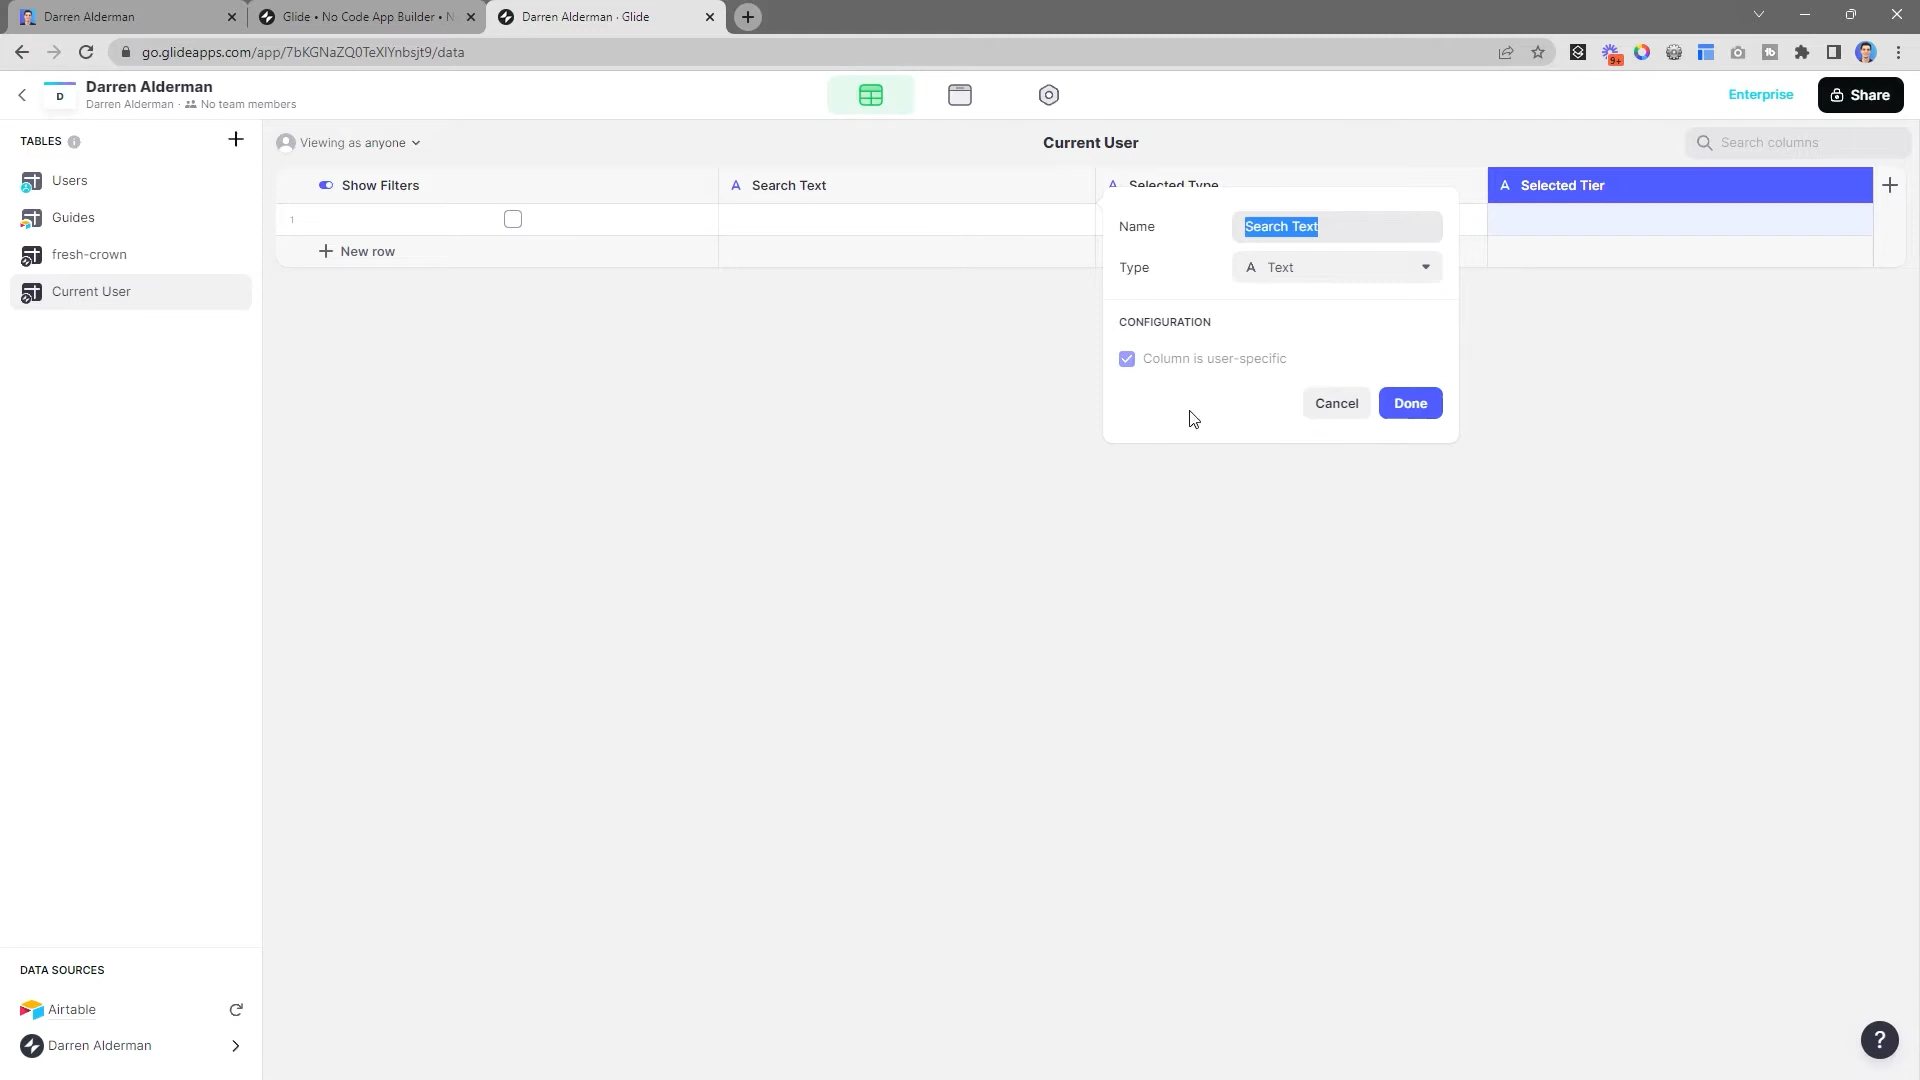 Darren Alderman
Glide • No Code App Builder • N
Darren Alderman · Glide
go.glideapps.com/app/7bKGNaZQ0TeXlYnbsjt9/data
9+
D
Darren Alderman
Darren Alderman · No team members
Enterprise
Share
TABLES
Users
Guides
fresh-crown
Current User
Viewing as anyone
Current User
Search columns
Show Filters
A Search Text
A Selected Type
A Selected Tier
1
New row
Name
Search Text
Type
A Text
CONFIGURATION
Column is user-specific
Cancel
Done
DATA SOURCES
Airtable
Darren Alderman
?